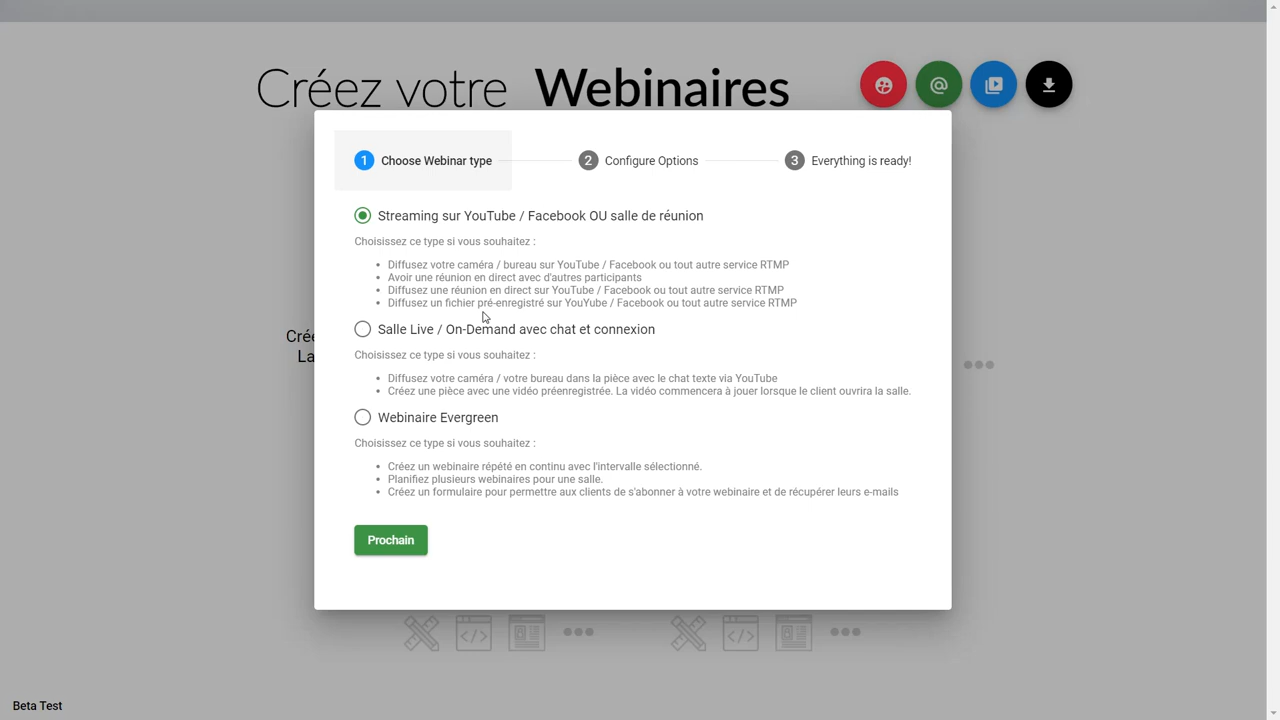 Créez votre Webinaires
1 Choose Webinar type
2 Configure Options
3 Everything is ready!
Streaming sur YouTube / Facebook OU salle de réunion
Choisissez ce type si vous souhaitez :
• Diffusez votre caméra / bureau sur YouTube / Facebook ou tout autre service RTMP
• Avoir une réunion en direct avec d'autres participants
• Diffusez une réunion en direct sur YouTube / Facebook ou tout autre service RTMP
• Diffusez un fichier pré-enregistré sur YouYube / Facebook ou tout autre service RTMP
Salle Live / On-Demand avec chat et connexion
Choisissez ce type si vous souhaitez :
• Diffusez votre caméra / votre bureau dans la pièce avec le chat texte via YouTube
• Créez une pièce avec une vidéo préenregistrée. La vidéo commencera à jouer lorsque le client ouvrira la salle.
Webinaire Evergreen
Choisissez ce type si vous souhaitez :
• Créez un webinaire répété en continu avec l'intervalle sélectionné.
• Planifiez plusieurs webinaires pour une salle.
• Créez un formulaire pour permettre aux clients de s'abonner à votre webinaire et de récupérer leurs e-mails
Prochain
Crée
La
Beta Test